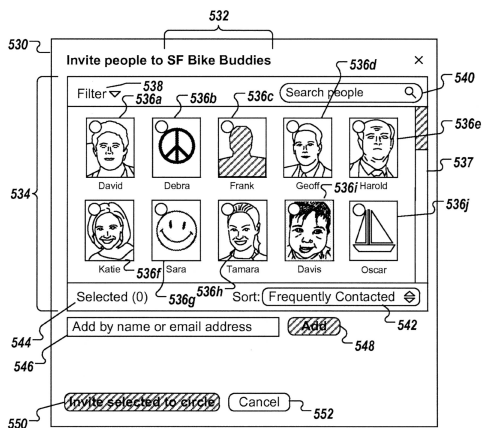 532
530
Invite people to SF Bike Buddies ×
536d
538
Filter
536a
536b
536c
Search people
540
536e
534
537
David Debra Frank Geoff Harold
536i
536j
Katie Sara Tamara Davis Oscar
536f
536g
536h
Selected (0) Sort: Frequently Contacted
544
542
Add by name or email address Add
546
548
Invite selected to circle Cancel
550
552